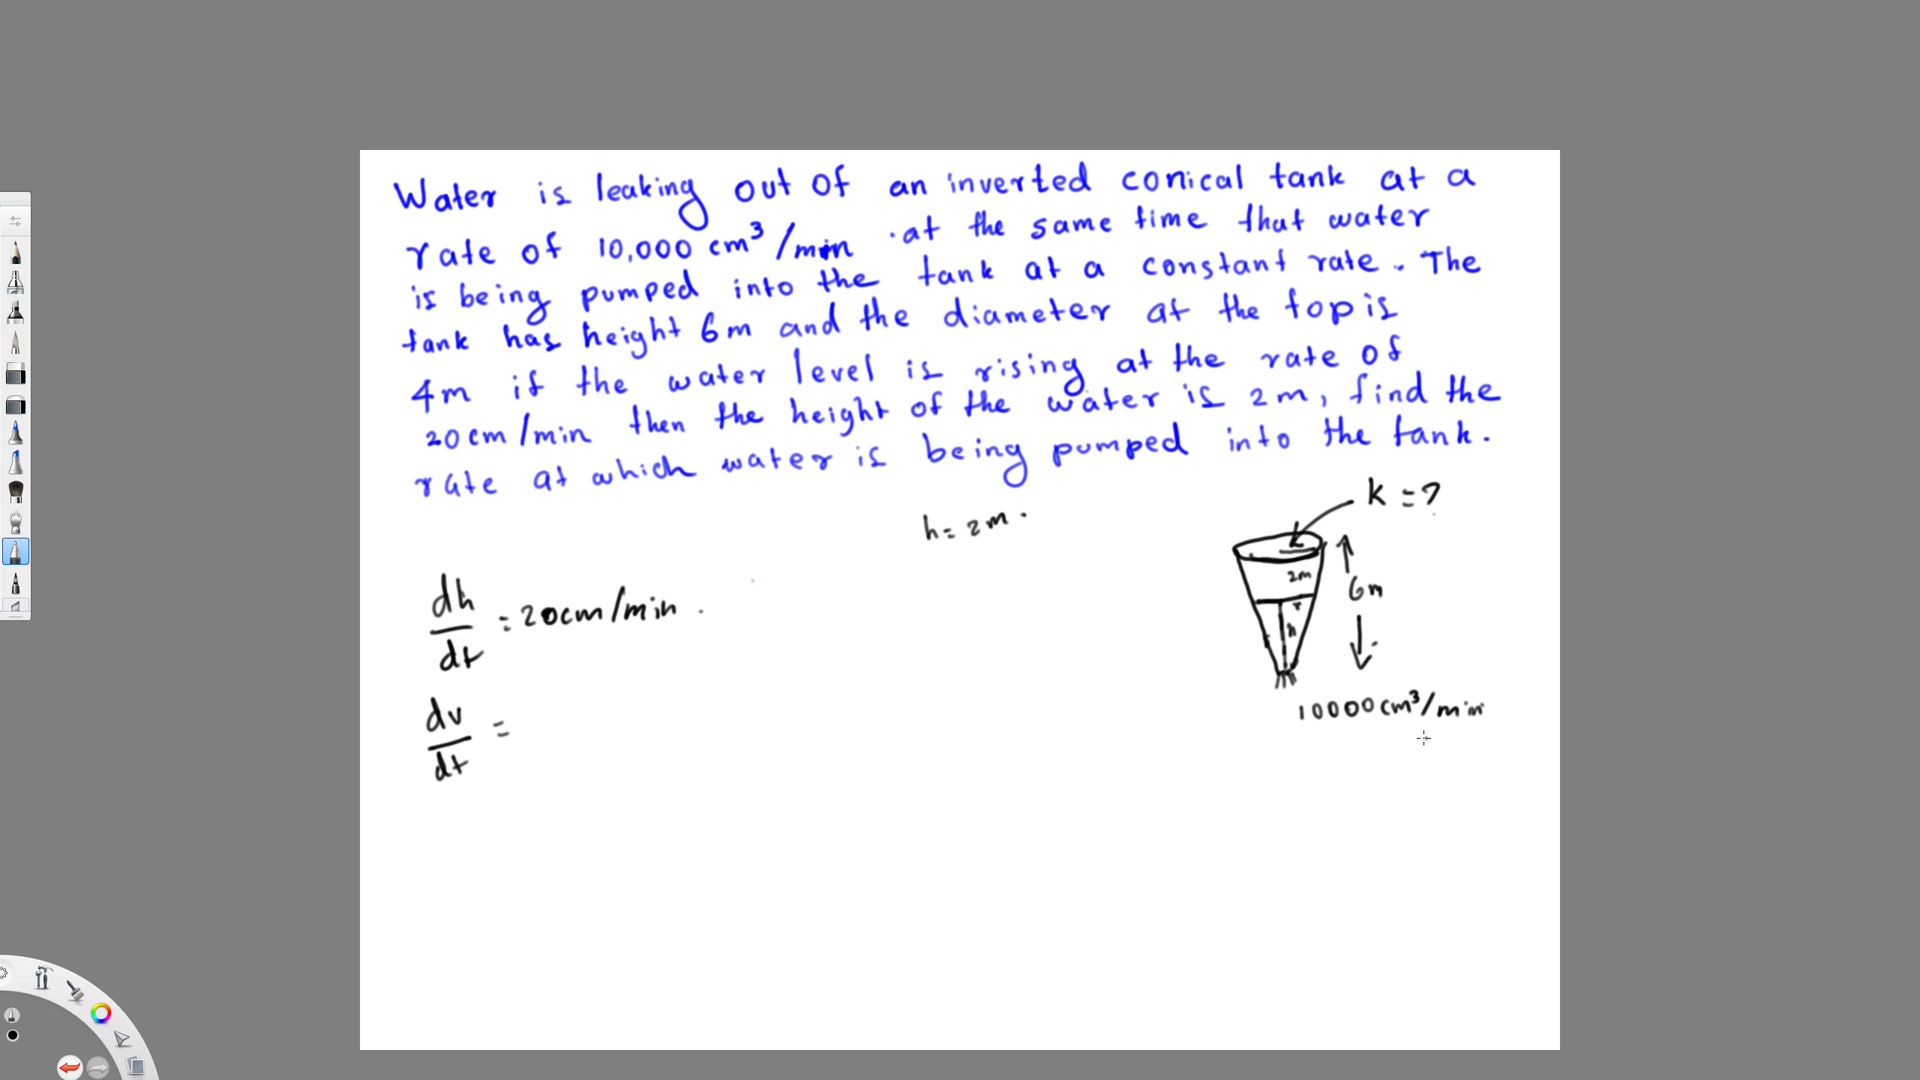 Water is leaking out of an inverted conical tank at a
rate of 10,000 cm³/min .at the same time that water
is being pumped into the tank at a constant rate. The
tank has height 6m and the diameter at the top is
4m if the water level is rising at the rate of
20cm/min then the height of the water is 2m, find the
rate at which water is being pumped into the tank.
k = ?
h = 2m.
2m
6m
r
h
dh/dt = 20cm/min.
10000cm³/min
dv/dt =